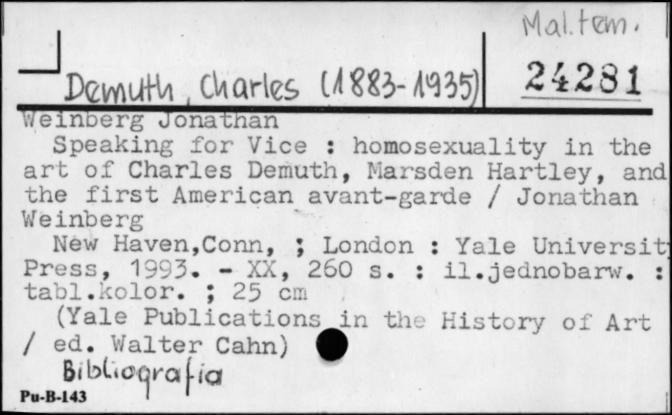 Mal.tem.
Demuth, Charles (1883-1935)
24281
Weinberg Jonathan
Speaking for Vice : homosexuality in the
art of Charles Demuth, Marsden Hartley, and
the first American avant-garde / Jonathan
Weinberg
New Haven,Conn, ; London : Yale Universit
Press, 1993. - XX, 260 s. : il.jednobarw. :
tabl.kolor. ; 25 cm
(Yale Publications in the History of Art
/ ed. Walter Cahn)
Bibliografia
Pu-B-143